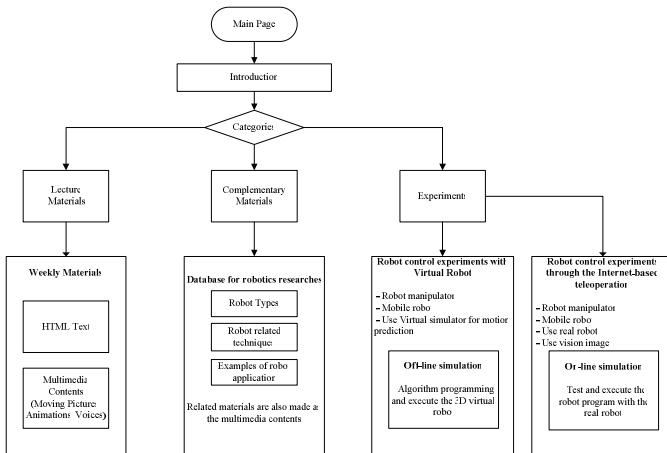 Main Page
Introduction
Categories
Lecture
Materials
Complementary
Materials
Experiments
Weekly Materials
HTML Text
Multimedia
Contents
(Moving Pictures
Animations Voices)
Database for robotics researches
Robot Types
Robot related
techniques
Examples of robo
application
Related materials are also made as
the multimedia contents
Robot control experiments with
Virtual Robot
- Robot manipulator
- Mobile robo
- Use Virtual simulator for motion
prediction
Off-line simulation
Algorithm programming
and execute the 3D virtual
robo
Robot control experiments
through the Internet-based
teleoperation
- Robot manipulator
- Mobile robo
- Use real robot
- Use vision image
On-line simulation
Test and execute the
robot program with the
real robot